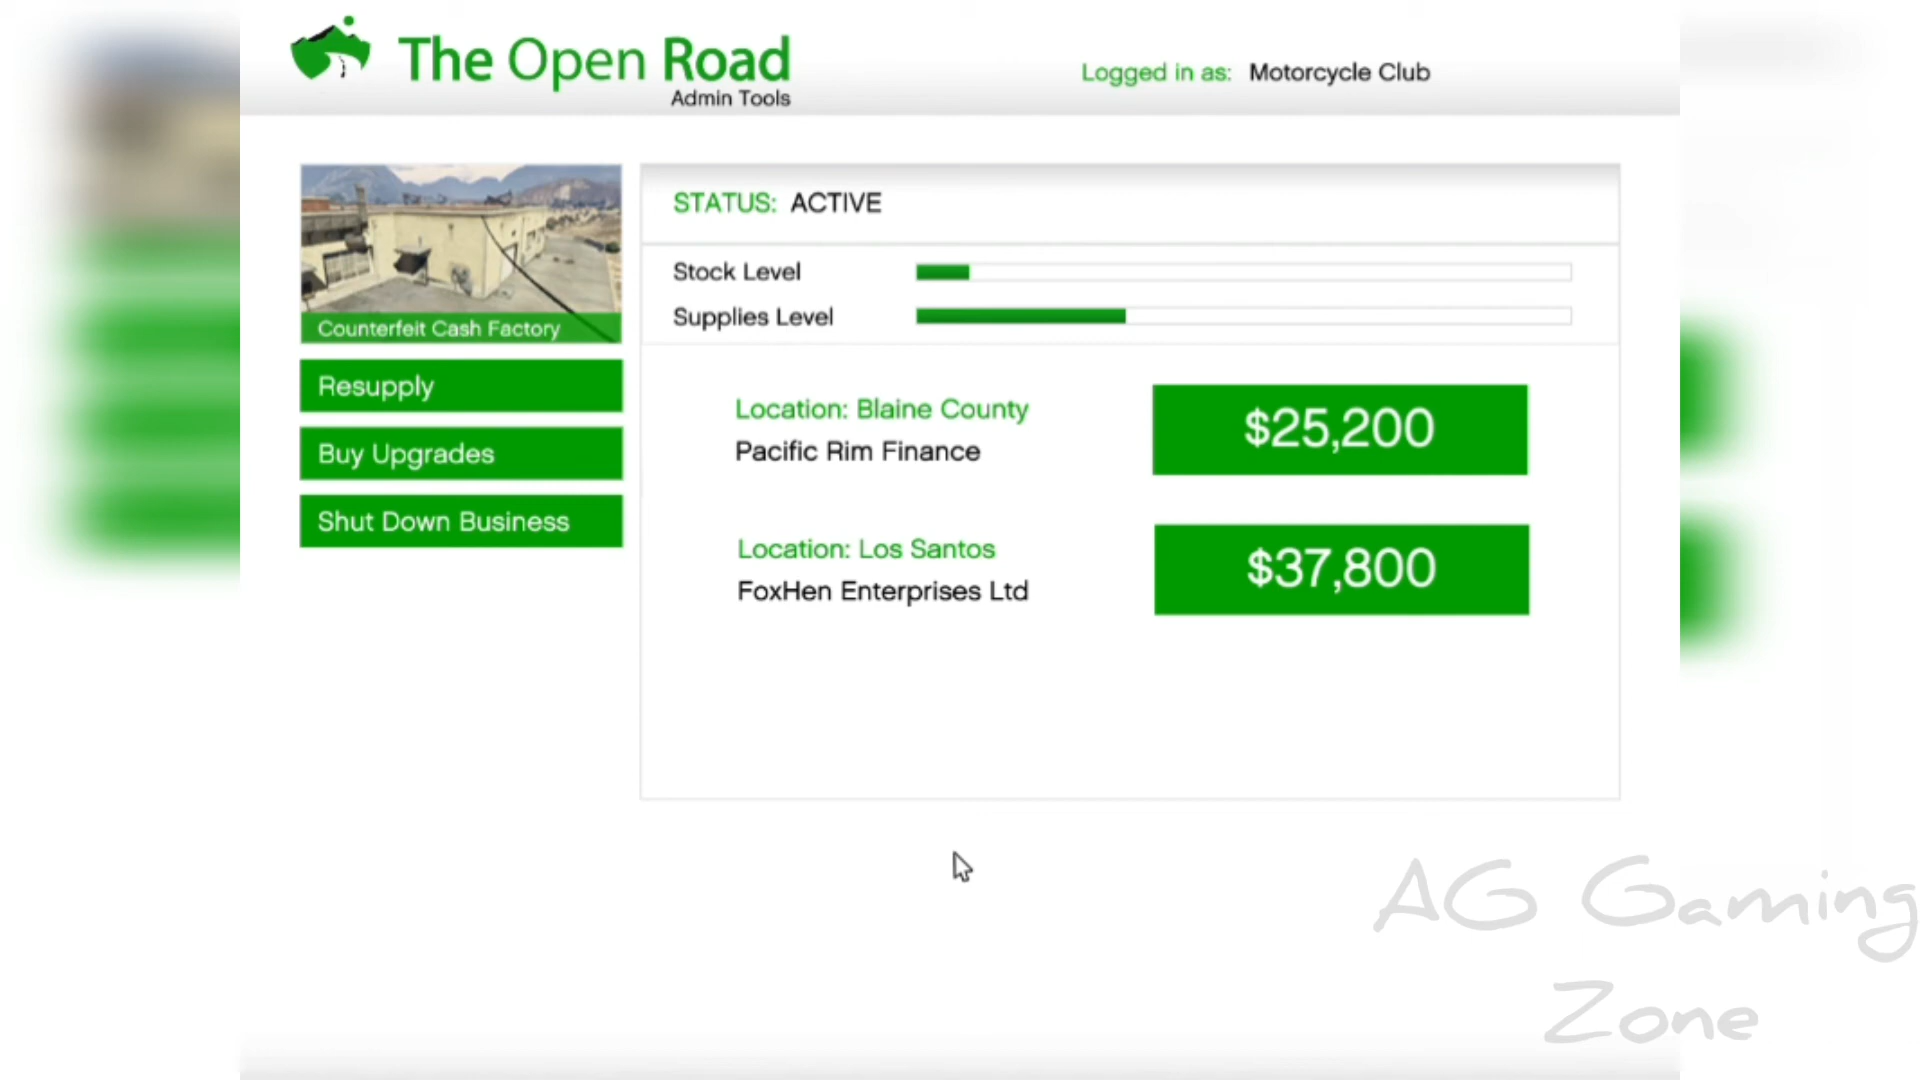 The Open Road
Admin Tools
Logged in as: Motorcycle Club
Counterfeit Cash Factory
Resupply
Buy Upgrades
Shut Down Business
STATUS: ACTIVE
Stock Level
Supplies Level
Location: Blaine County
Pacific Rim Finance
$25,200
Location: Los Santos
FoxHen Enterprises Ltd
$37,800
AG Gaming
Zone